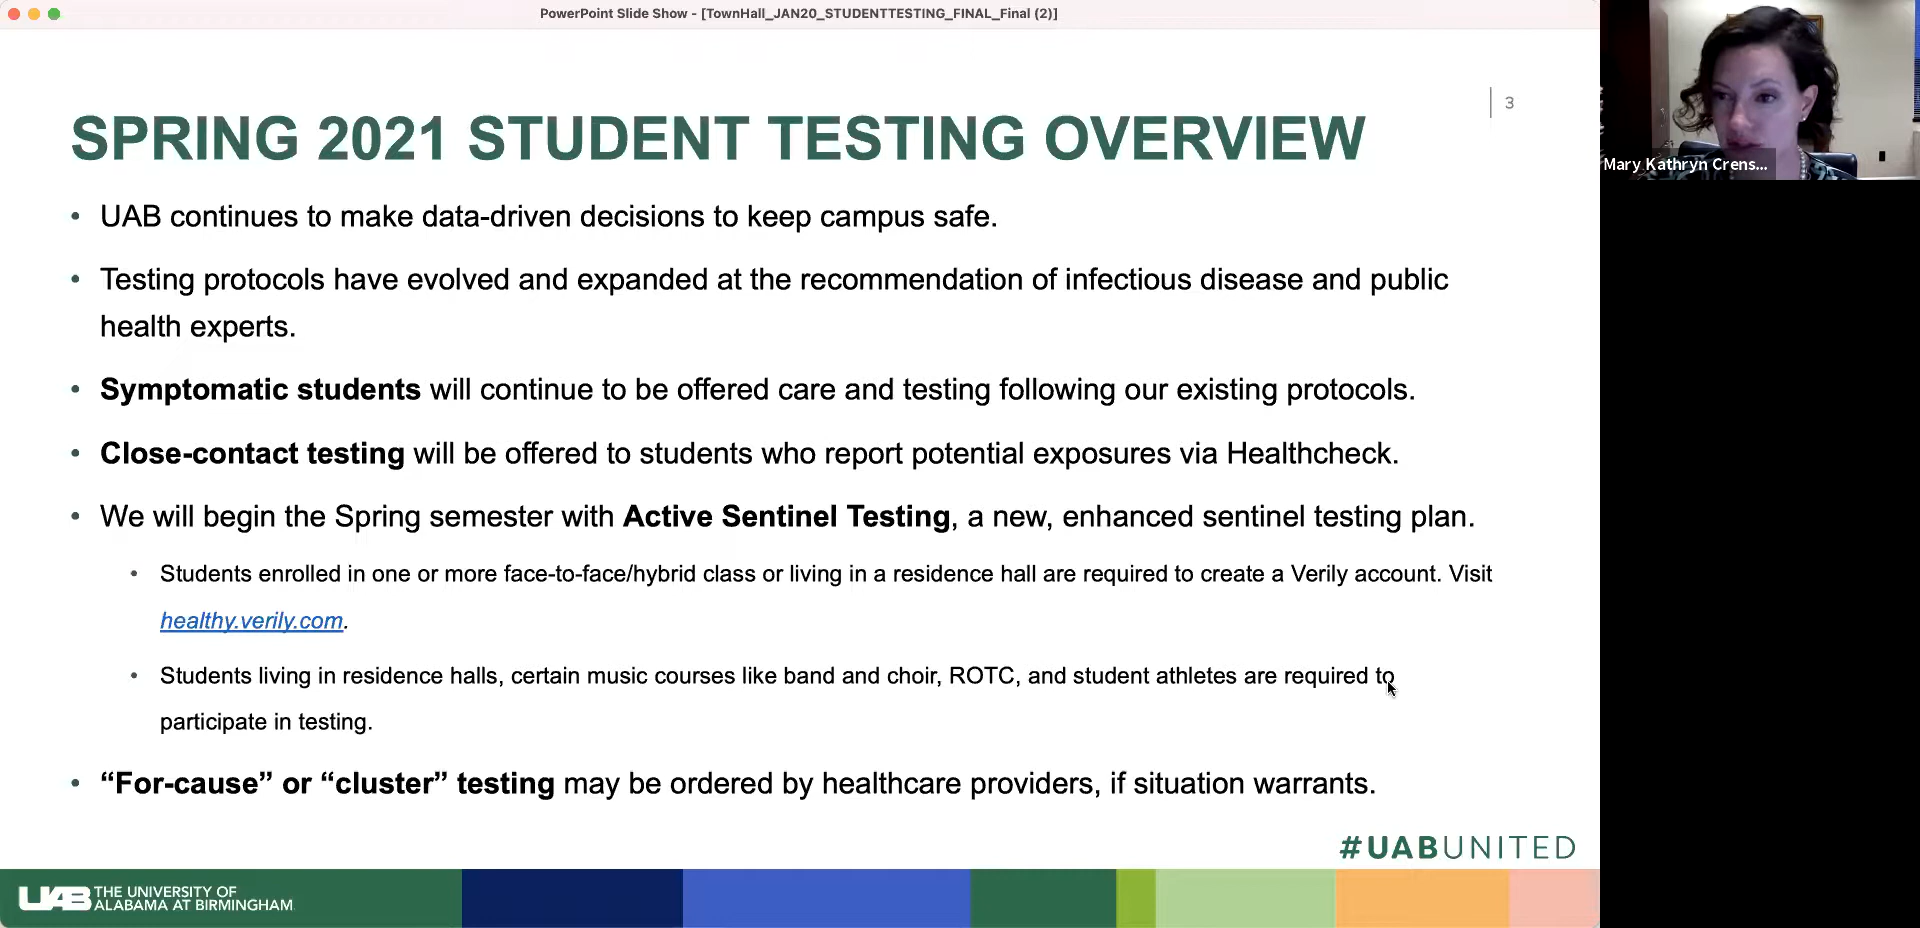 PowerPoint Slide Show - [TownHall_JAN20_STUDENTTESTING_FINAL_Final (2)]
3
SPRING 2021 STUDENT TESTING OVERVIEW
• UAB continues to make data-driven decisions to keep campus safe.
• Testing protocols have evolved and expanded at the recommendation of infectious disease and public
health experts.
• Symptomatic students will continue to be offered care and testing following our existing protocols.
• Close-contact testing will be offered to students who report potential exposures via Healthcheck.
• We will begin the Spring semester with Active Sentinel Testing, a new, enhanced sentinel testing plan.
• Students enrolled in one or more face-to-face/hybrid class or living in a residence hall are required to create a Verily account. Visit
healthy.verily.com.
• Students living in residence halls, certain music courses like band and choir, ROTC, and student athletes are required to
participate in testing.
• “For-cause” or “cluster” testing may be ordered by healthcare providers, if situation warrants.
#UABUNITED
UAB THE UNIVERSITY OF
ALABAMA AT BIRMINGHAM
Mary Kathryn Crens...